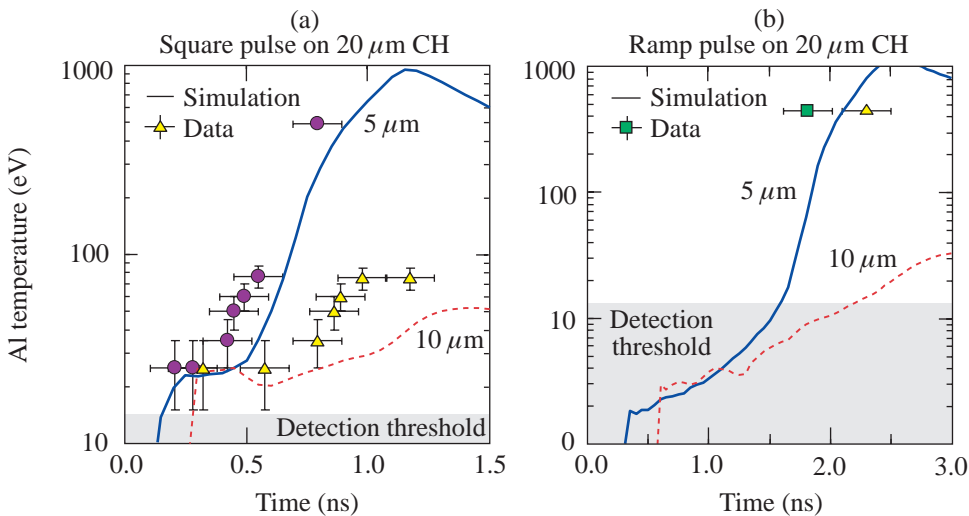 (a)
Square pulse on 20 µm CH
Al temperature (eV)
1000
100
10
Simulation
Data
5 µm
10 µm
Detection threshold
0.0 0.5 1.0 1.5
Time (ns)
(b)
Ramp pulse on 20 µm CH
1000
100
10
0
Simulation
Data
5 µm
10 µm
Detection
threshold
0.0 1.0 2.0 3.0
Time (ns)